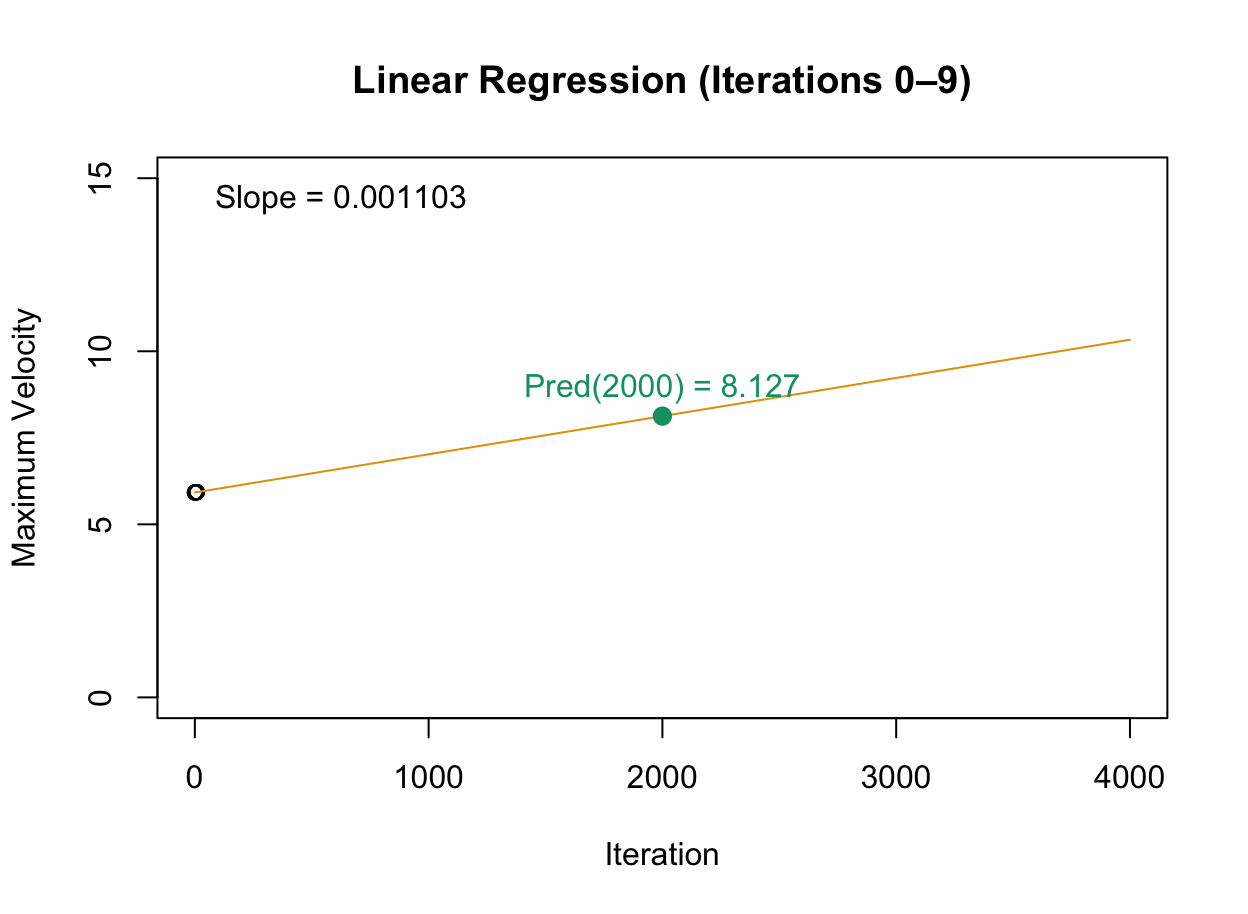 Linear Regression (Iterations 0–9)
Slope = 0.001103
Pred(2000) = 8.127
Maximum Velocity
15
10
5
0
0 1000 2000 3000 4000
Iteration